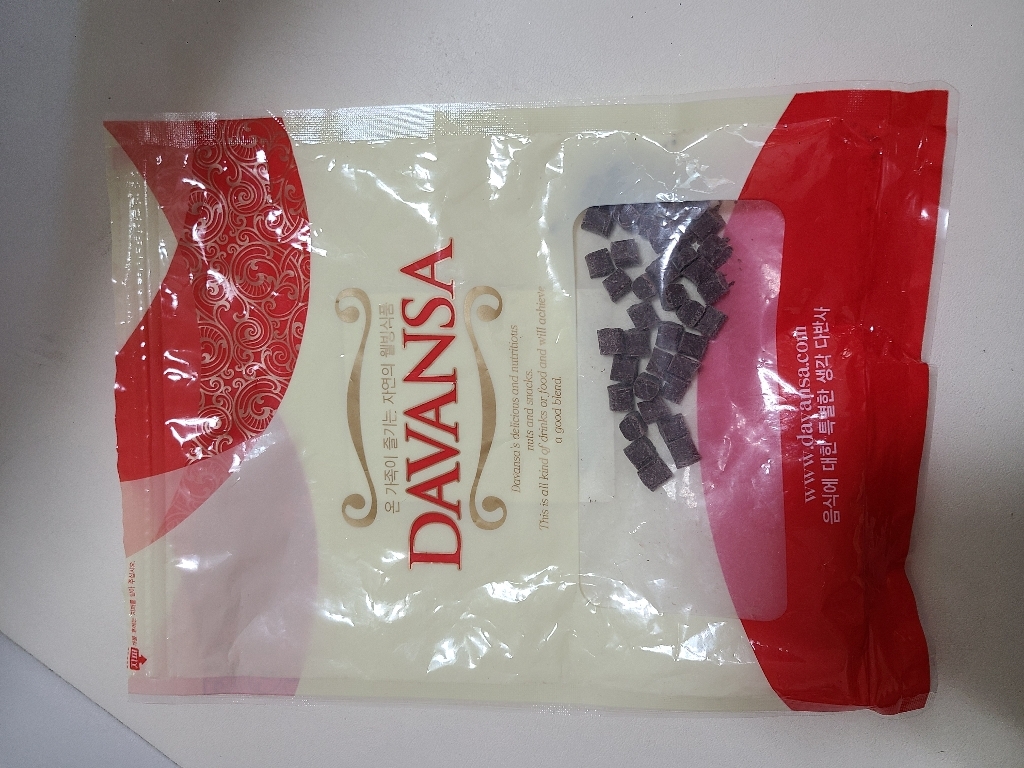 온 가족이 즐기는 자연의 웰빙식품
DAVANSA
Davansa's delicious and nutritious
nuts and snacks.
This is all kind of drinks or food and will achieve
a good blend.
www.davansa.com
음식에 대한 특별한 생각 다반사